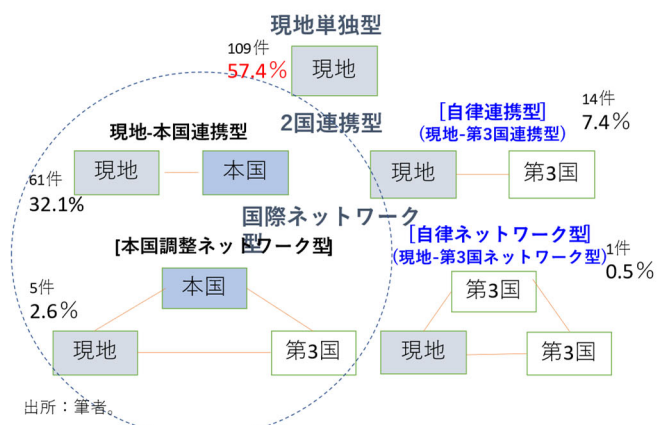 現地単独型
109件
57.4%
現地
2国連携型
現地-本国連携型
現地
本国
61件
32.1%
[自律連携型]
(現地-第3国連携型)
14件
7.4%
現地
第3国
国際ネットワーク
型
[本国調整ネットワーク型]
本国
5件
2.6%
現地
第3国
[自律ネットワーク型]
(現地-第3国ネットワーク型)
1件
0.5%
第3国
現地
第3国
出所：筆者。